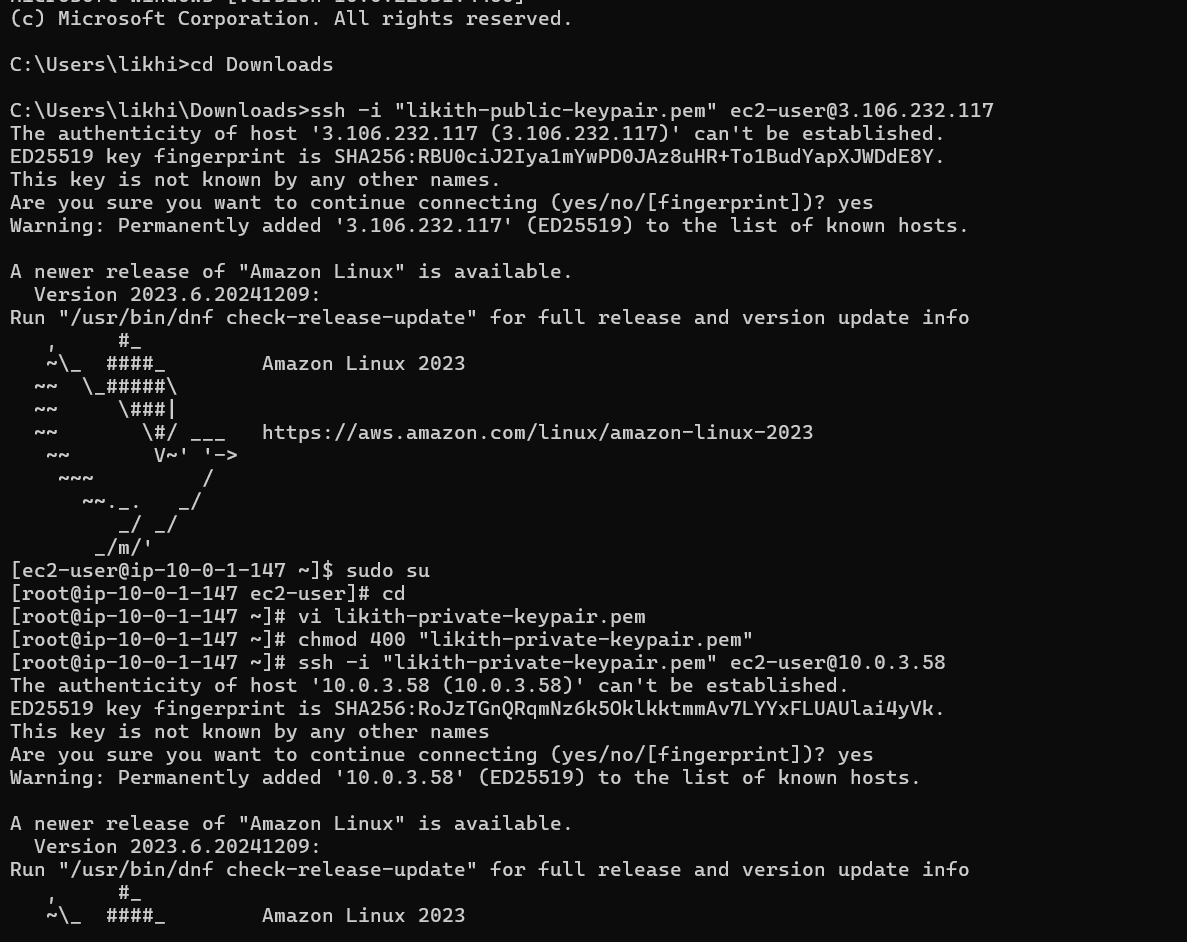 (c) Microsoft Corporation. All rights reserved.

C:\Users\likhi>cd Downloads

C:\Users\likhi\Downloads>ssh -i "likith-public-keypair.pem" ec2-user@3.106.232.117
The authenticity of host '3.106.232.117 (3.106.232.117)' can't be established.
ED25519 key fingerprint is SHA256:RBU0ciJ2Iya1mYwPD0JAz8uHR+To1BudYapXJWDdE8Y.
This key is not known by any other names.
Are you sure you want to continue connecting (yes/no/[fingerprint])? yes
Warning: Permanently added '3.106.232.117' (ED25519) to the list of known hosts.

A newer release of "Amazon Linux" is available.
  Version 2023.6.20241209:
Run "/usr/bin/dnf check-release-update" for full release and version update info
   ,     #_
   ~\_  ####_        Amazon Linux 2023
  ~~  \_#####\
  ~~     \###|
  ~~       \#/ ___   https://aws.amazon.com/linux/amazon-linux-2023
   ~~       V~' '->
    ~~~         /
      ~~._.   _/
         _/ _/
       _/m/'
[ec2-user@ip-10-0-1-147 ~]$ sudo su
[root@ip-10-0-1-147 ec2-user]# cd
[root@ip-10-0-1-147 ~]# vi likith-private-keypair.pem
[root@ip-10-0-1-147 ~]# chmod 400 "likith-private-keypair.pem"
[root@ip-10-0-1-147 ~]# ssh -i "likith-private-keypair.pem" ec2-user@10.0.3.58
The authenticity of host '10.0.3.58 (10.0.3.58)' can't be established.
ED25519 key fingerprint is SHA256:RoJzTGnQRqmNz6k5OklkktmmAv7LYYxFLUAUlai4yVk.
This key is not known by any other names
Are you sure you want to continue connecting (yes/no/[fingerprint])? yes
Warning: Permanently added '10.0.3.58' (ED25519) to the list of known hosts.

A newer release of "Amazon Linux" is available.
  Version 2023.6.20241209:
Run "/usr/bin/dnf check-release-update" for full release and version update info
   ,     #_
   ~\_  ####_        Amazon Linux 2023